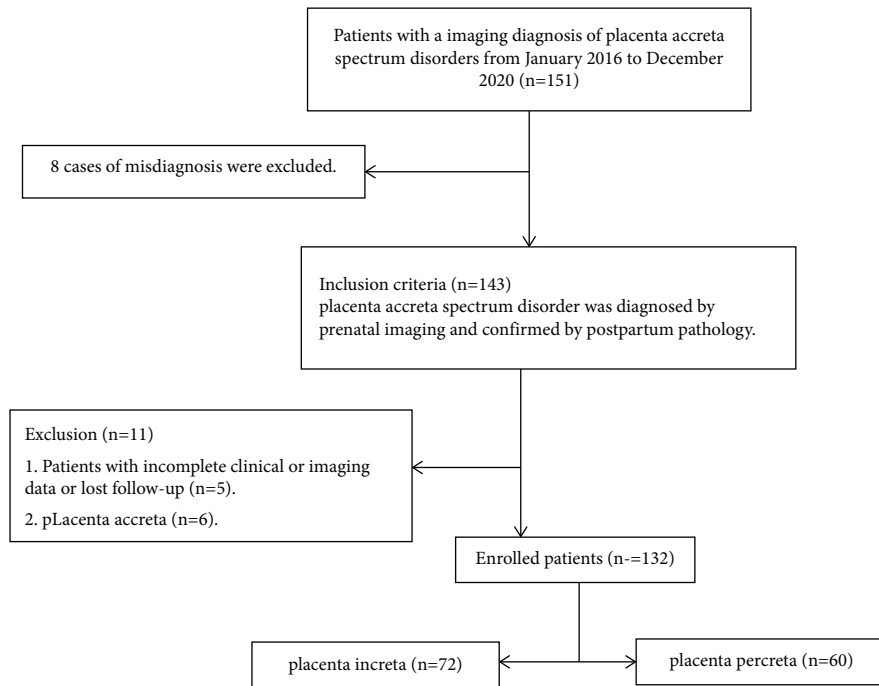 Patients with a imaging diagnosis of placenta accreta
spectrum disorders from January 2016 to December
2020 (n=151)
8 cases of misdiagnosis were excluded.
Inclusion criteria (n=143)
placenta accreta spectrum disorder was diagnosed by
prenatal imaging and confirmed by postpartum pathology.
Exclusion (n=11)
1. Patients with incomplete clinical or imaging
data or lost follow-up (n=5).
2. pLacenta accreta (n=6).
Enrolled patients (n-=132)
placenta increta (n=72)
placenta percreta (n=60)